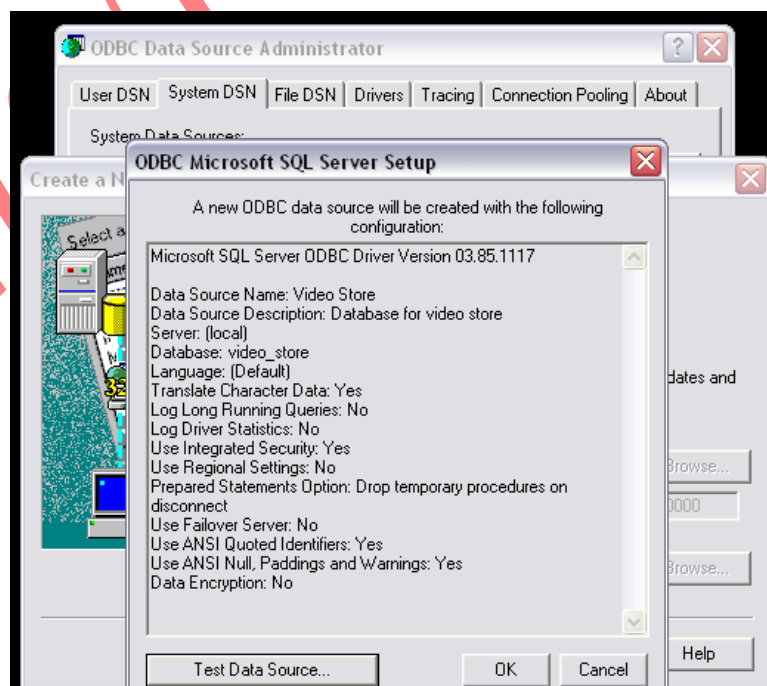 ODBC Data Source Administrator
User DSN System DSN File DSN Drivers Tracing Connection Pooling About
System Data Sources:
ODBC Microsoft SQL Server Setup
Create a N
A new ODBC data source will be created with the following
configuration:
Select a
Microsoft SQL Server ODBC Driver Version 03.85.1117
Data Source Name: Video Store
Data Source Description: Database for video store
Server: (local)
Database: video_store
Language: (Default)
dates and
Translate Character Data: Yes
Log Long Running Queries: No
Log Driver Statistics: No
Use Integrated Security: Yes
Use Regional Settings: No
Browse...
Prepared Statements Option: Drop temporary procedures on
disconnect
0000
Use Failover Server: No
Use ANSI Quoted Identifiers: Yes
Use ANSI Null, Paddings and Warnings: Yes
Browse...
Data Encryption: No
Test Data Source... OK Cancel Help